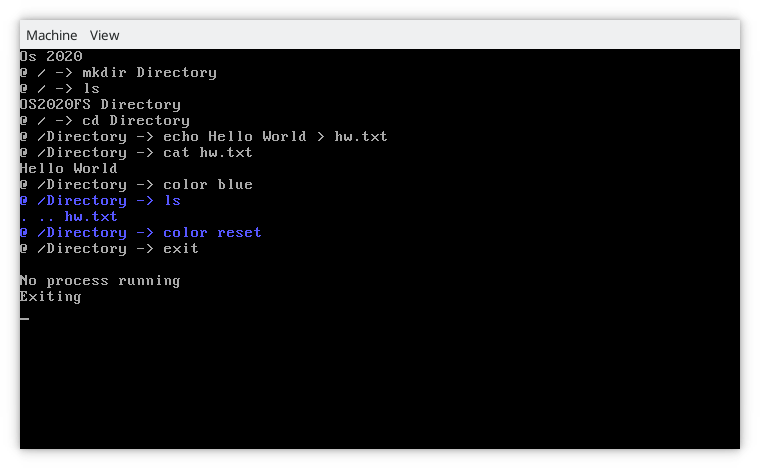 Machine View
Os 2020
@ / -> mkdir Directory
@ / -> ls
OS2020FS Directory
@ / -> cd Directory
@ /Directory -> echo Hello World > hw.txt
@ /Directory -> cat hw.txt
Hello World
@ /Directory -> color blue
@ /Directory -> ls
. .. hw.txt
@ /Directory -> color reset
@ /Directory -> exit
No process running
Exiting
_